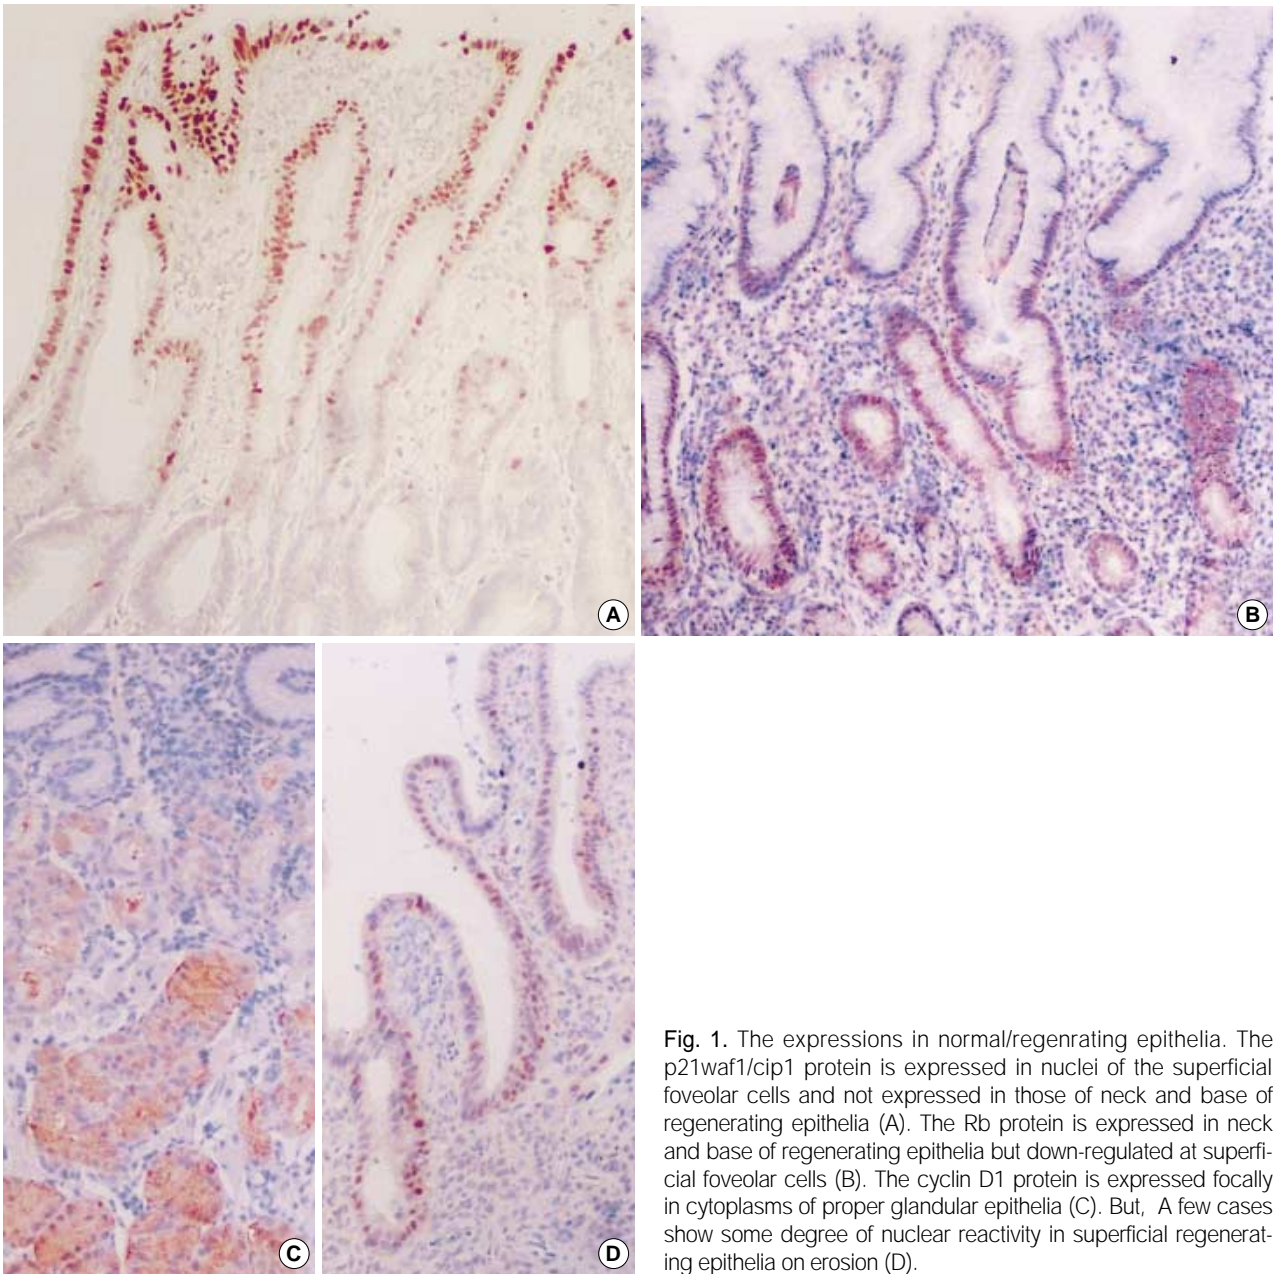 A
B
C
D
Fig. 1. The expressions in normal/regenrating epithelia. The
p21waf1/cip1 protein is expressed in nuclei of the superficial
foveolar cells and not expressed in those of neck and base of
regenerating epithelia (A). The Rb protein is expressed in neck
and base of regenerating epithelia but down-regulated at superfi-
cial foveolar cells (B). The cyclin D1 protein is expressed focally
in cytoplasms of proper glandular epithelia (C). But, A few cases
show some degree of nuclear reactivity in superficial regenerat-
ing epithelia on erosion (D).